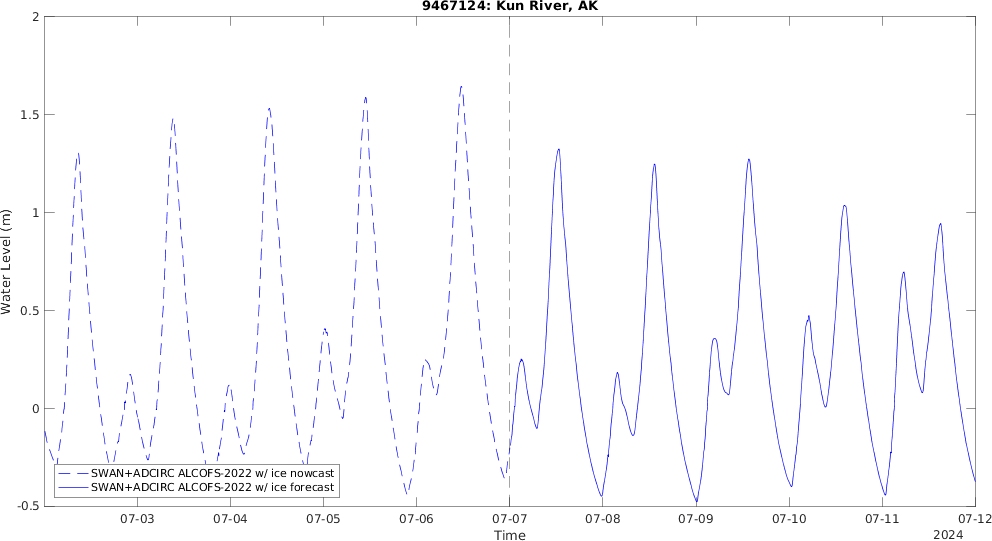 9467124: Kun River, AK
2
1.5
1
0.5
0
-0.5
Water Level (m)
SWAN+ADCIRC ALCOFS-2022 w/ ice nowcast
SWAN+ADCIRC ALCOFS-2022 w/ ice forecast
07-03 07-04 07-05 07-06 07-07 07-08 07-09 07-10 07-11 07-12
Time
2024